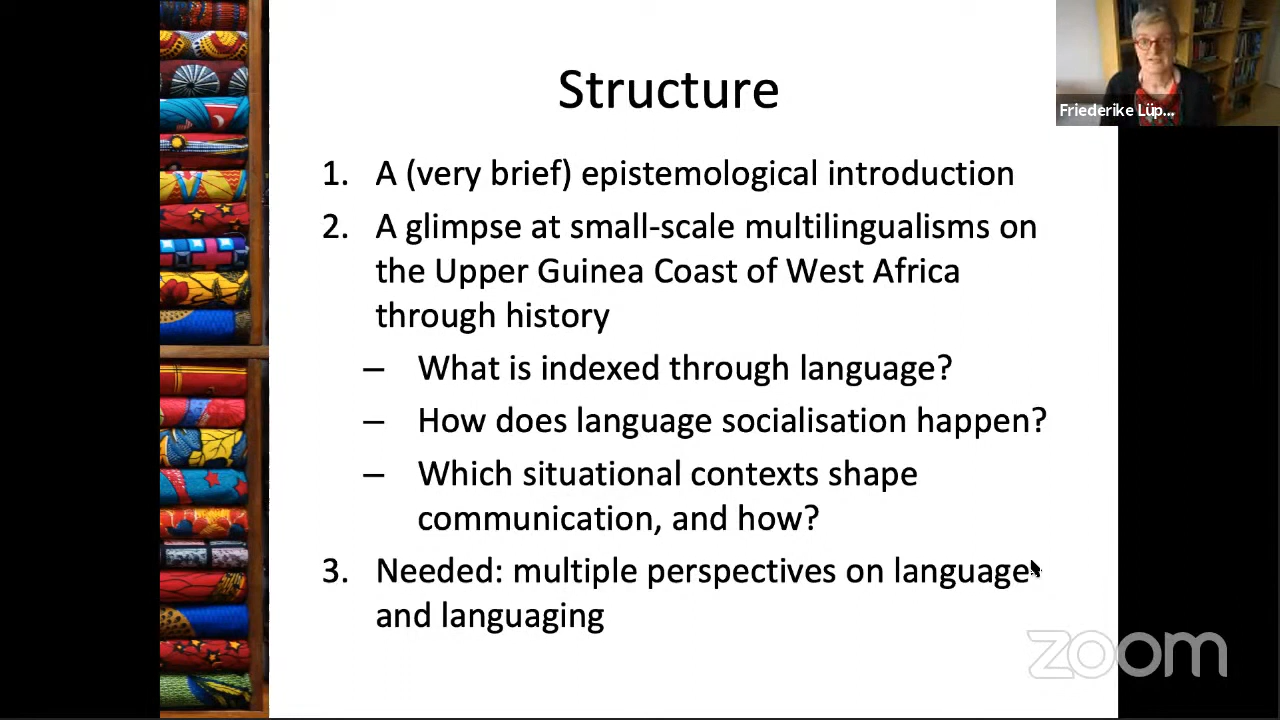 Structure
Friederike Lüp...
1. A (very brief) epistemological introduction
2. A glimpse at small-scale multilingualisms on
the Upper Guinea Coast of West Africa
through history
– What is indexed through language?
– How does language socialisation happen?
– Which situational contexts shape
communication, and how?
3. Needed: multiple perspectives on language
and languaging
zoom